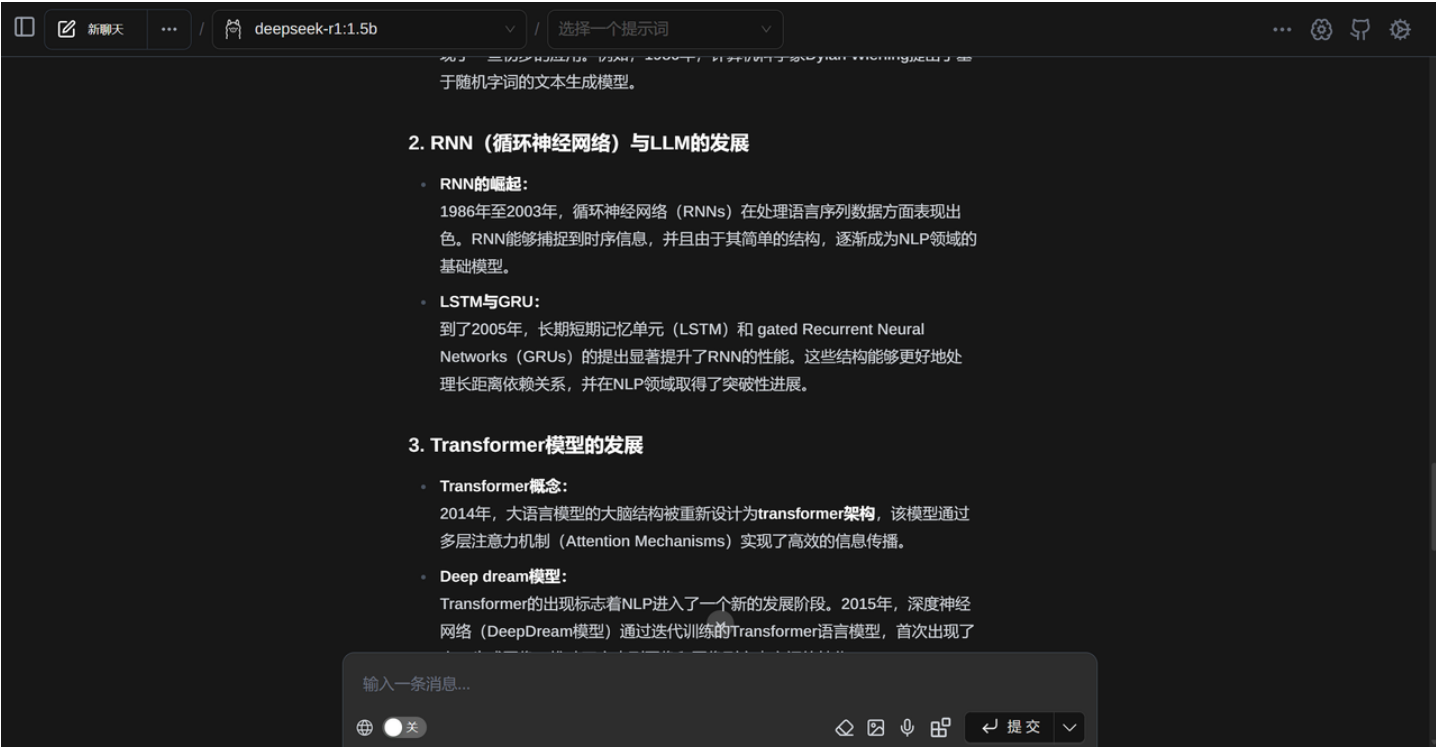 新聊天
/
deepseek-r1:1.5b
/
选择一个提示词
于随机字词的文本生成模型。
2. RNN（循环神经网络）与LLM的发展
RNN的崛起：
1986年至2003年，循环神经网络（RNNs）在处理语言序列数据方面表现出
色。RNN能够捕捉到时序信息，并且由于其简单的结构，逐渐成为NLP领域的
基础模型。
LSTM与GRU：
到了2005年，长期短期记忆单元（LSTM）和 gated Recurrent Neural
Networks（GRUs）的提出显著提升了RNN的性能。这些结构能够更好地处
理长距离依赖关系，并在NLP领域取得了突破性进展。
3. Transformer模型的发展
Transformer概念：
2014年，大语言模型的大脑结构被重新设计为transformer架构，该模型通过
多层注意力机制（Attention Mechanisms）实现了高效的信息传播。
Deep dream模型：
Transformer的出现标志着NLP进入了一个新的发展阶段。2015年，深度神经
网络（DeepDream模型）通过迭代训练的Transformer语言模型，首次出现了
输入一条消息...
关
提交